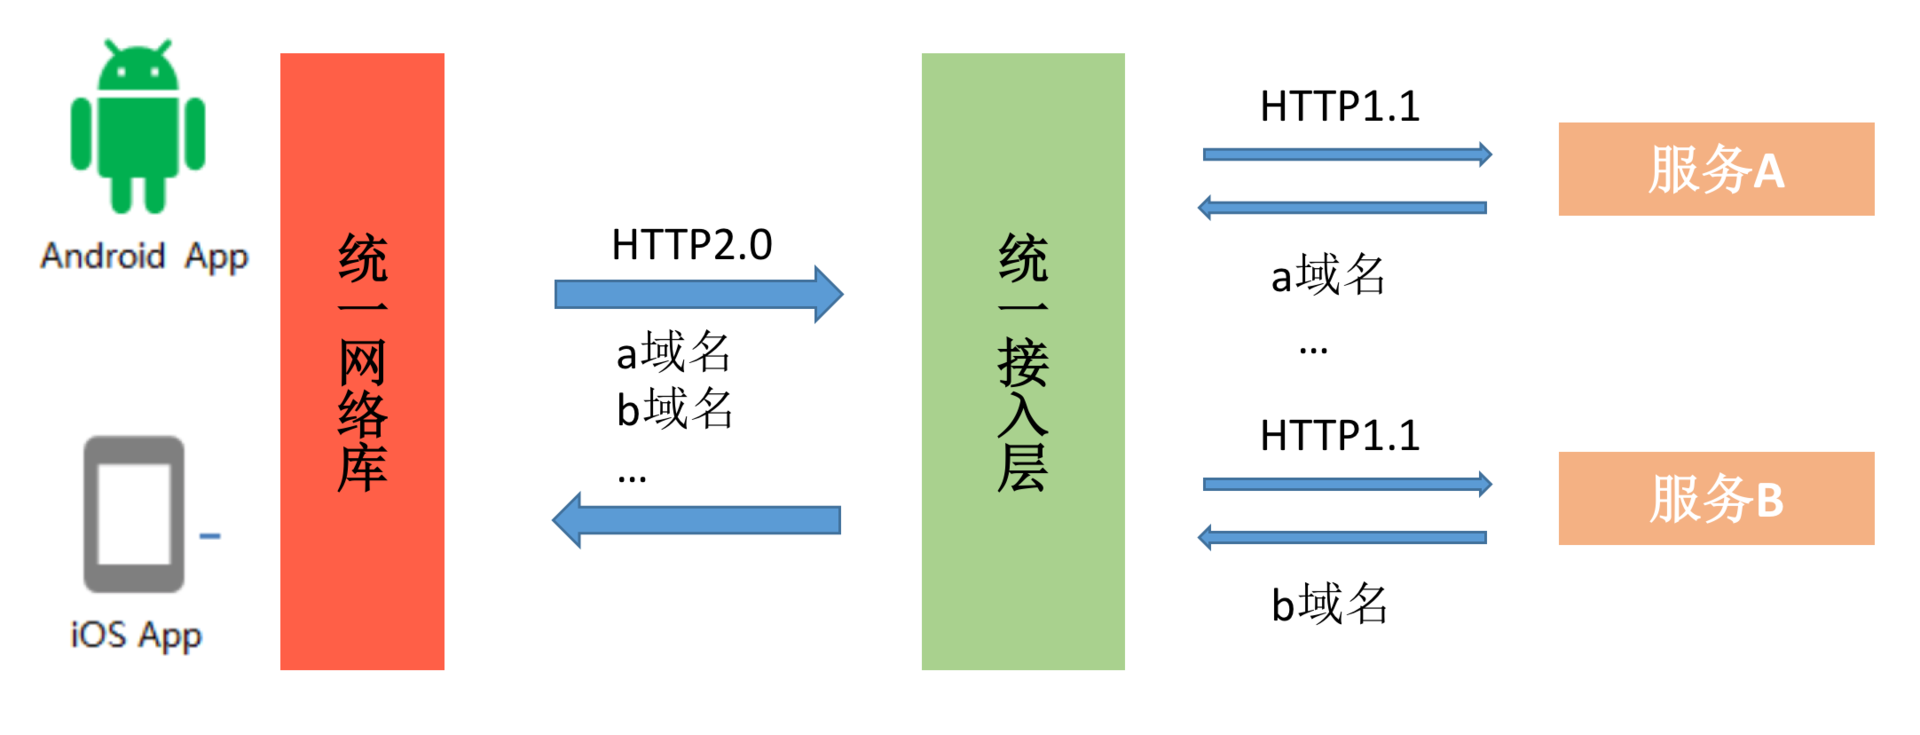 Android App
iOS App
统一网络库
HTTP2.0
a域名
b域名
...
统一接入层
HTTP1.1
a域名
...
HTTP1.1
b域名
服务A
服务B